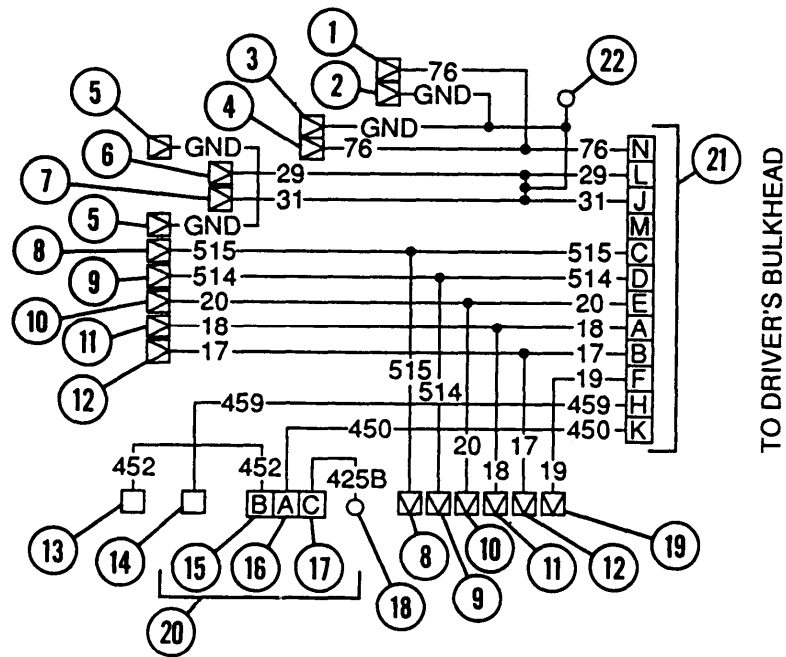 1
76
2
GND
3
GND
22
4
76
76 N
5
GND
6
29
29 L
21
7
31
31 J
5
GND
M
8
515
515 C
9
514
514 D
10
20
20 E
11
18
18 A
12
17
17 B
515
19 F
514
459
459 H
450
450 K
20
17
452
452
425B
18
19
B A C
13
14
15
16
17
18
8
9
10
11
12
19
20
TO DRIVER'S BULKHEAD